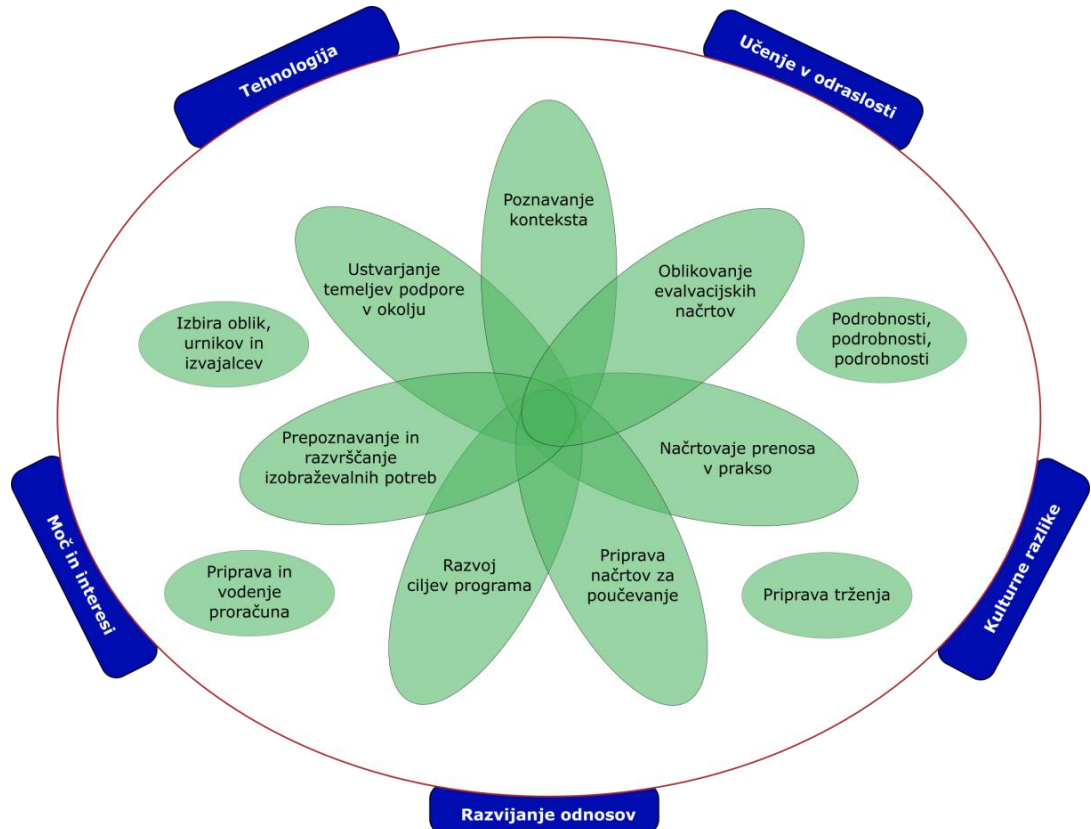 Tehnologija
Učenje v odraslosti
Poznavanje
konteksta
Ustvarjanje
temeljev podpore
v okolju
Oblikovanje
evalvacijskih
načrtov
Izbira oblik,
urnikov in
izvajalcev
Podrobnosti,
podrobnosti,
podrobnosti
Prepoznavanje in
razvrščanje
izobraževalnih potreb
Načrtovaje prenosa
v prakso
Moč in interesi
Kulturne razlike
Priprava in
vodenje
proračuna
Razvoj
ciljev programa
Priprava
načrtov za
poučevanje
Priprava trženja
Razvijanje odnosov